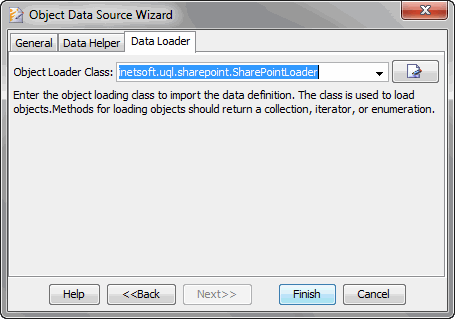 Object Data Source Wizard
General Data Helper Data Loader
Object Loader Class: inetsoft.uql.sharepoint.SharePointLoader
Enter the object loading class to import the data definition. The class is used to load
objects.Methods for loading objects should return a collection, iterator, or enumeration.
Help <<Back Next>> Finish Cancel